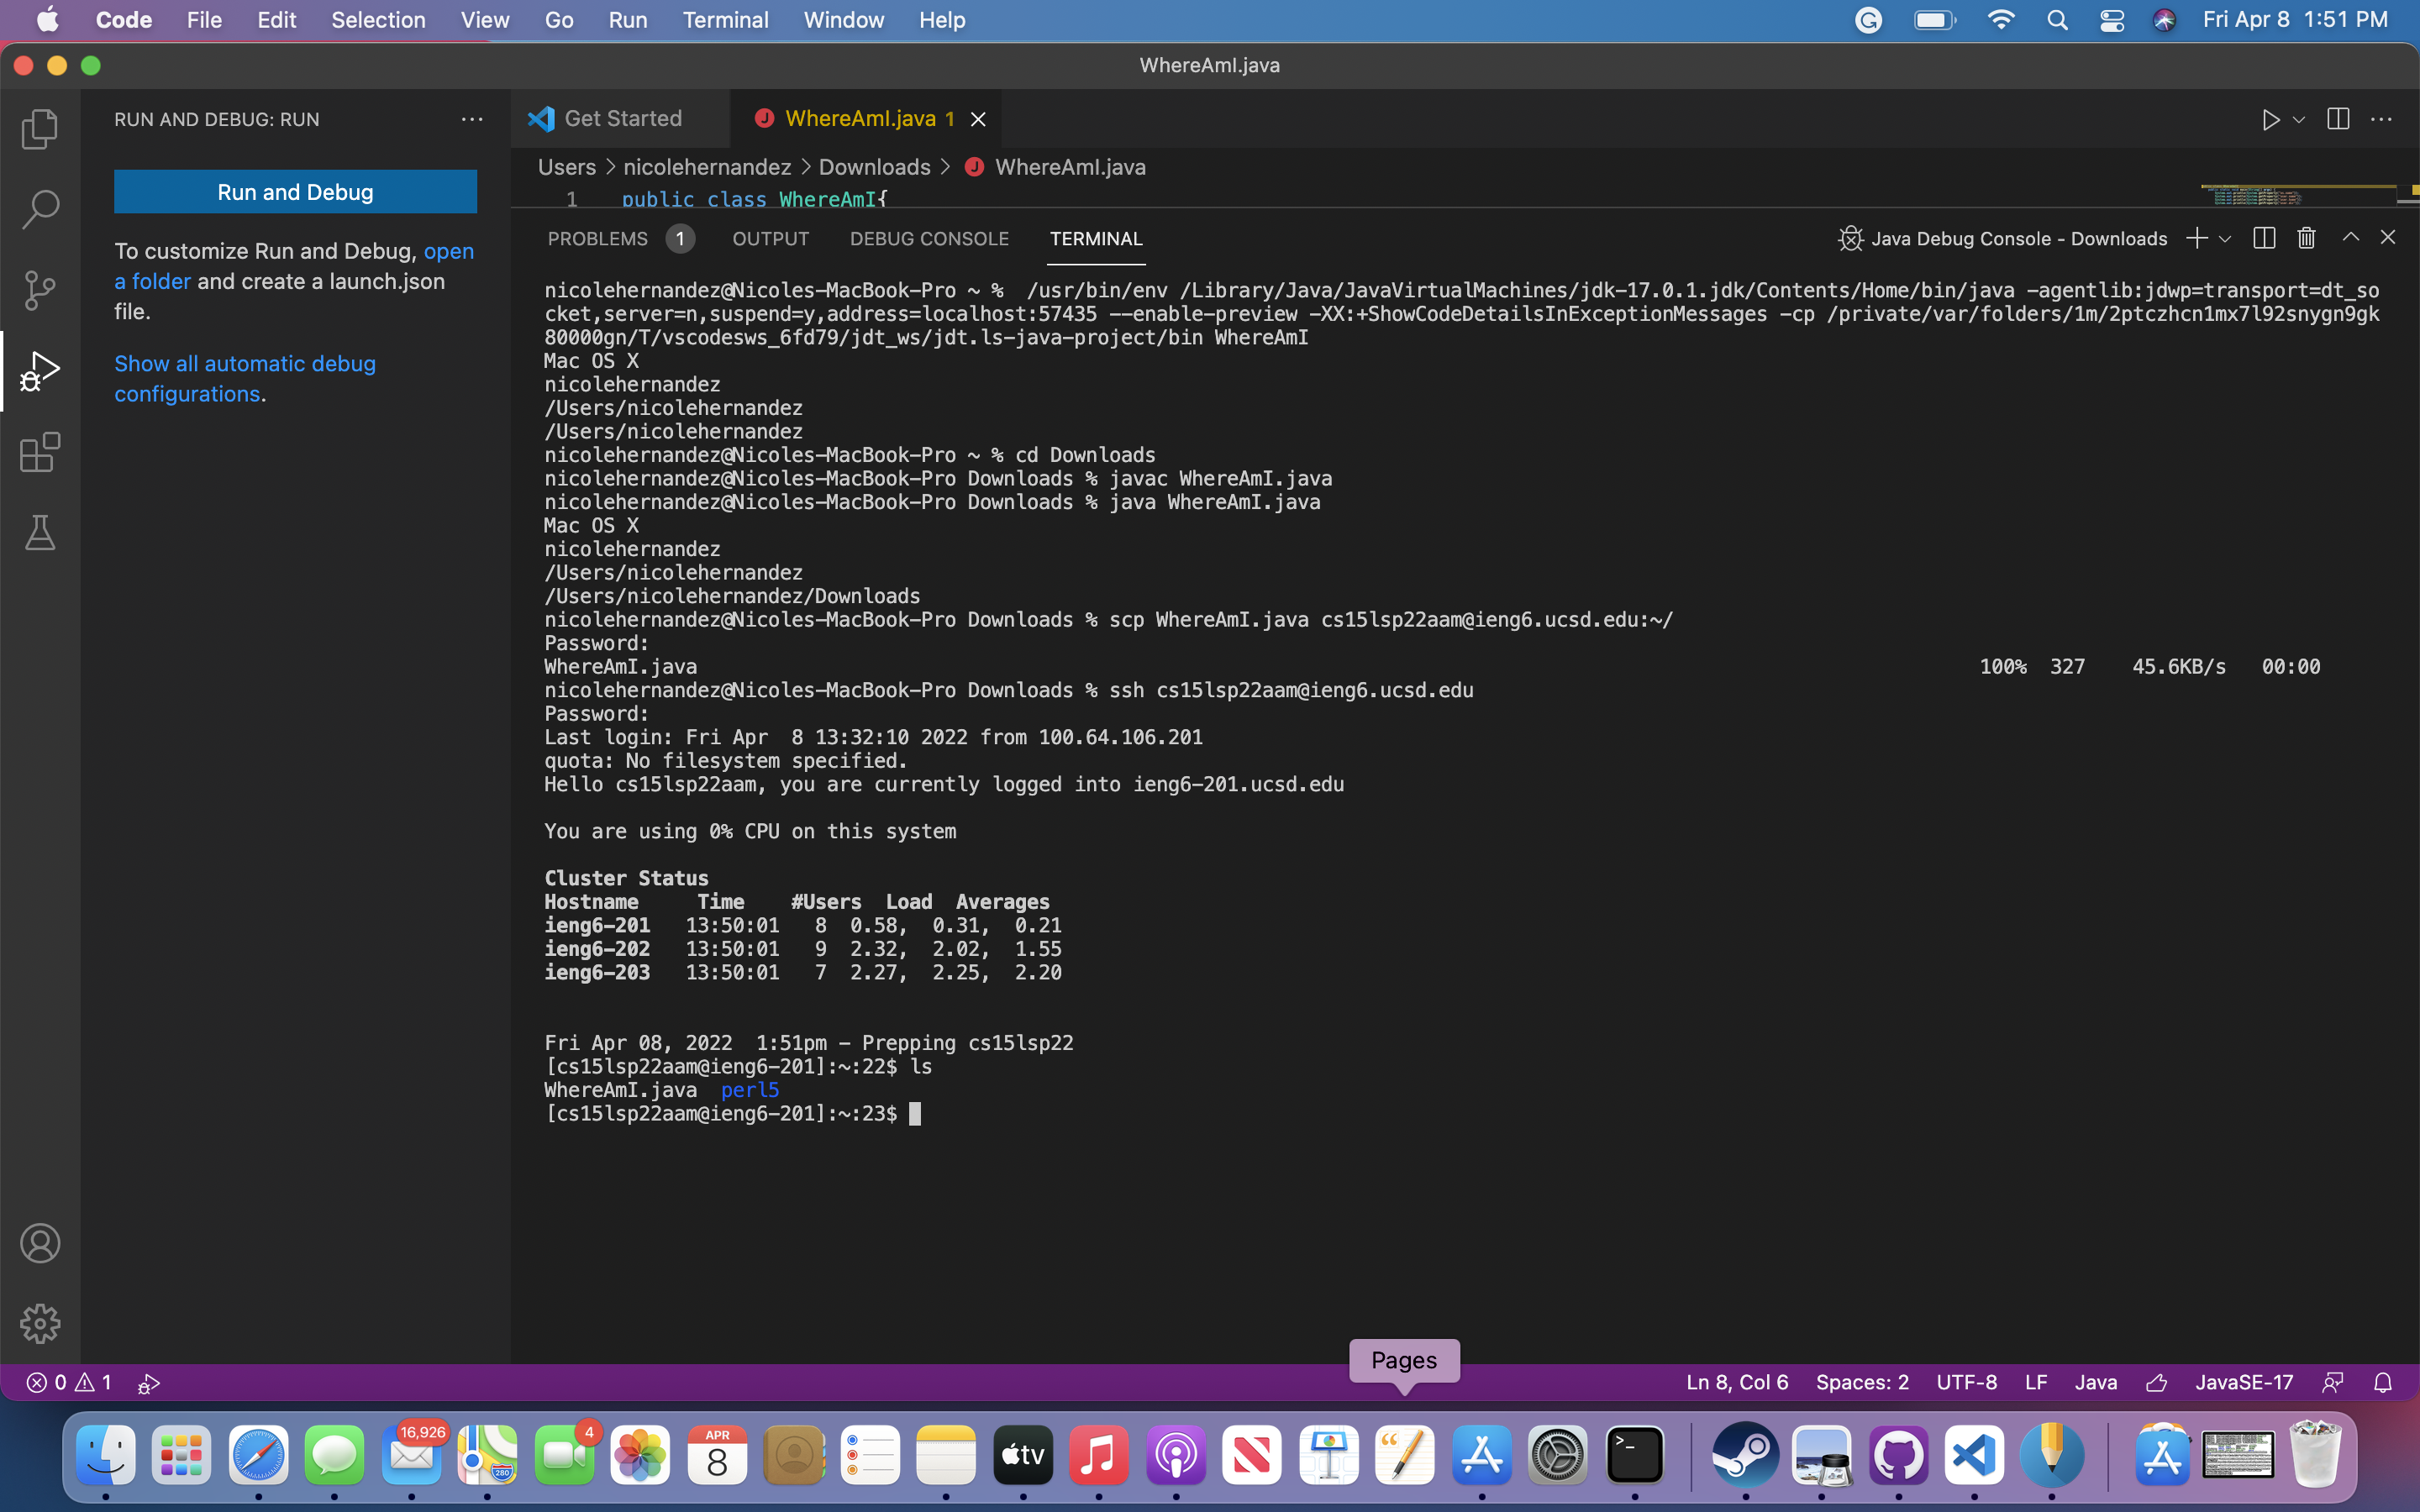 Code File Edit Selection View Go Run Terminal Window Help Fri Apr 8 1:51 PM
WhereAmI.java
RUN AND DEBUG: RUN
Get Started
WhereAmI.java 1
Run and Debug
To customize Run and Debug, open
a folder and create a launch.json
file.
Show all automatic debug
configurations.
Users > nicolehernandez > Downloads > WhereAmI.java
1 public class WhereAmI{
PROBLEMS 1 OUTPUT DEBUG CONSOLE TERMINAL
Java Debug Console - Downloads
nicolehernandez@Nicoles-MacBook-Pro ~ %  /usr/bin/env /Library/Java/JavaVirtualMachines/jdk-17.0.1.jdk/Contents/Home/bin/java -agentlib:jdwp=transport=dt_so
cket,server=n,suspend=y,address=localhost:57435 --enable-preview -XX:+ShowCodeDetailsInExceptionMessages -cp /private/var/folders/1m/2ptczhcn1mx7l92snygn9gk
80000gn/T/vscodesws_6fd79/jdt_ws/jdt.ls-java-project/bin WhereAmI
Mac OS X
nicolehernandez
/Users/nicolehernandez
/Users/nicolehernandez
nicolehernandez@Nicoles-MacBook-Pro ~ % cd Downloads
nicolehernandez@Nicoles-MacBook-Pro Downloads % javac WhereAmI.java
nicolehernandez@Nicoles-MacBook-Pro Downloads % java WhereAmI.java
Mac OS X
nicolehernandez
/Users/nicolehernandez
/Users/nicolehernandez/Downloads
nicolehernandez@Nicoles-MacBook-Pro Downloads % scp WhereAmI.java cs15lsp22aam@ieng6.ucsd.edu:~/
Password:
WhereAmI.java 100% 327 45.6KB/s 00:00
nicolehernandez@Nicoles-MacBook-Pro Downloads % ssh cs15lsp22aam@ieng6.ucsd.edu
Password:
Last login: Fri Apr  8 13:32:10 2022 from 100.64.106.201
quota: No filesystem specified.
Hello cs15lsp22aam, you are currently logged into ieng6-201.ucsd.edu
You are using 0% CPU on this system
Cluster Status
Hostname Time #Users Load Averages
ieng6-201 13:50:01 8 0.58, 0.31, 0.21
ieng6-202 13:50:01 9 2.32, 2.02, 1.55
ieng6-203 13:50:01 7 2.27, 2.25, 2.20
Fri Apr 08, 2022  1:51pm - Prepping cs15lsp22
[cs15lsp22aam@ieng6-201]:~:22$ ls
WhereAmI.java perl5
[cs15lsp22aam@ieng6-201]:~:23$
Pages
0 1 Ln 8, Col 6 Spaces: 2 UTF-8 LF Java JavaSE-17
16,926
4
APR
8
280
tv
>_